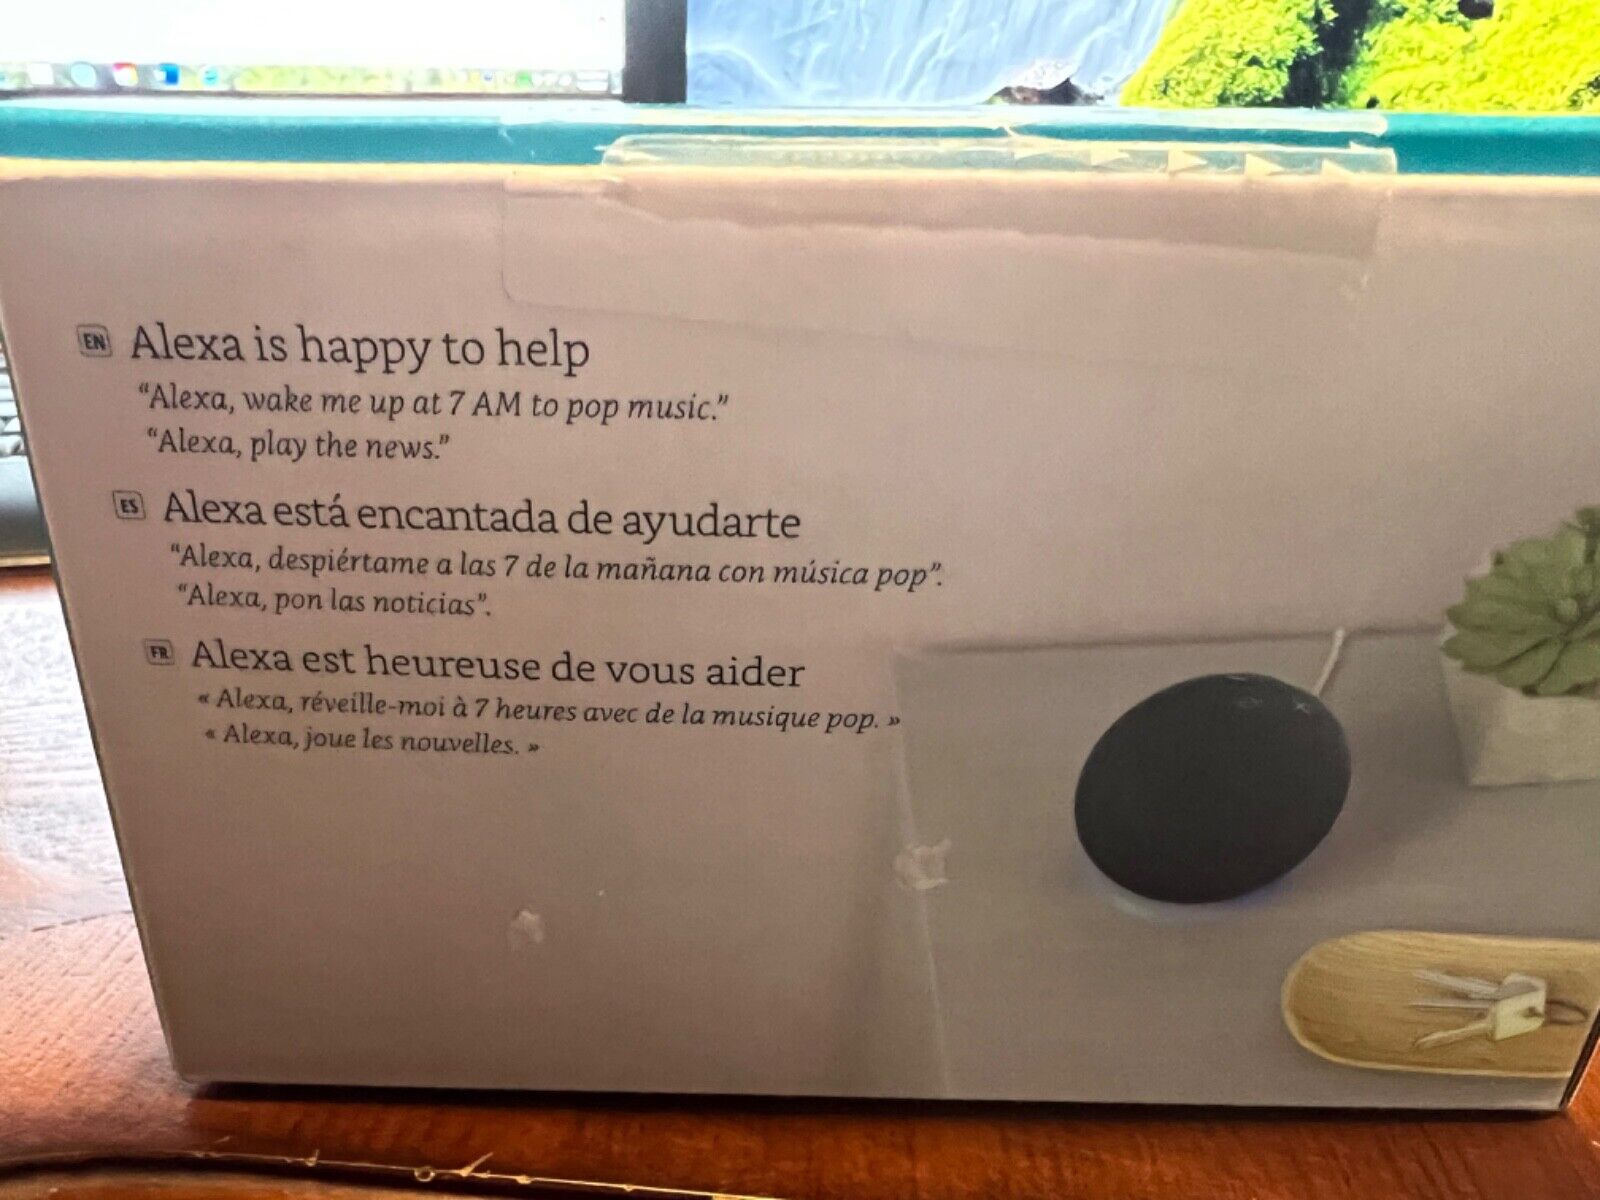 EN Alexa is happy to help
“Alexa, wake me up at 7 AM to pop music.”
“Alexa, play the news.”
ES Alexa está encantada de ayudarte
“Alexa, despiértame a las 7 de la mañana con música pop”.
“Alexa, pon las noticias”.
FR Alexa est heureuse de vous aider
« Alexa, réveille-moi à 7 heures avec de la musique pop. »
« Alexa, joue les nouvelles. »